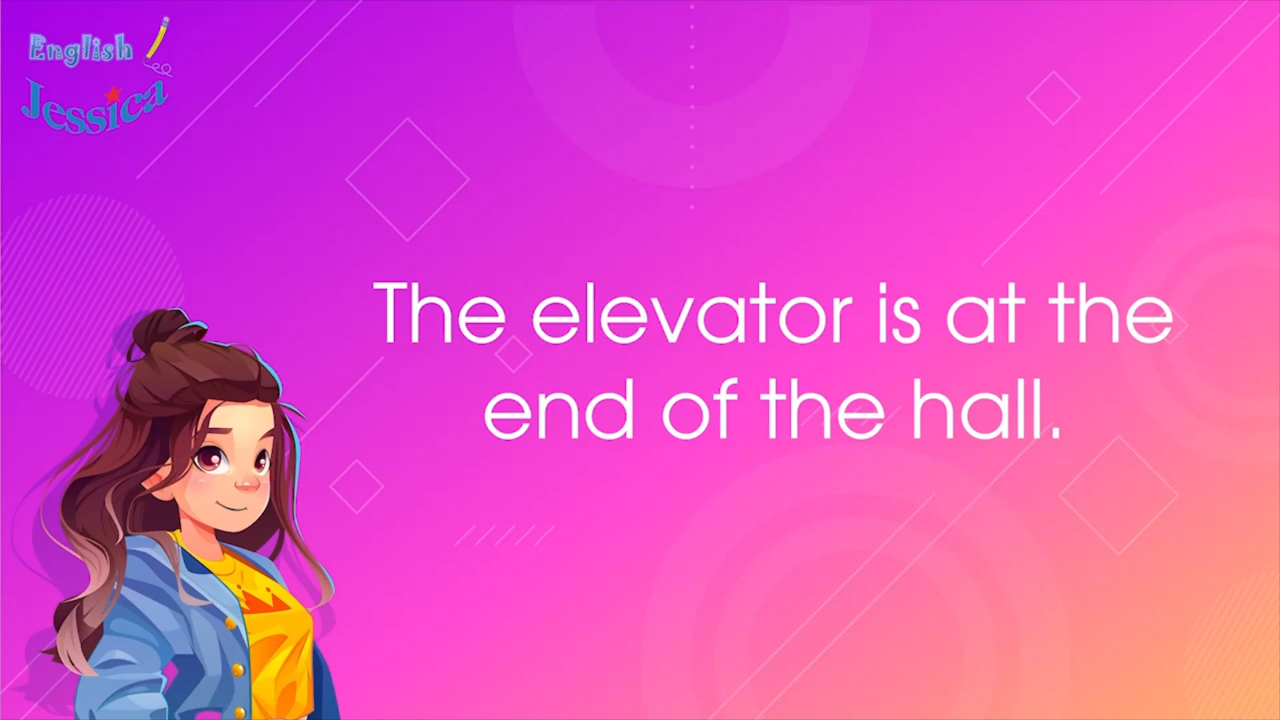 English
Jessica
The elevator is at the
end of the hall.